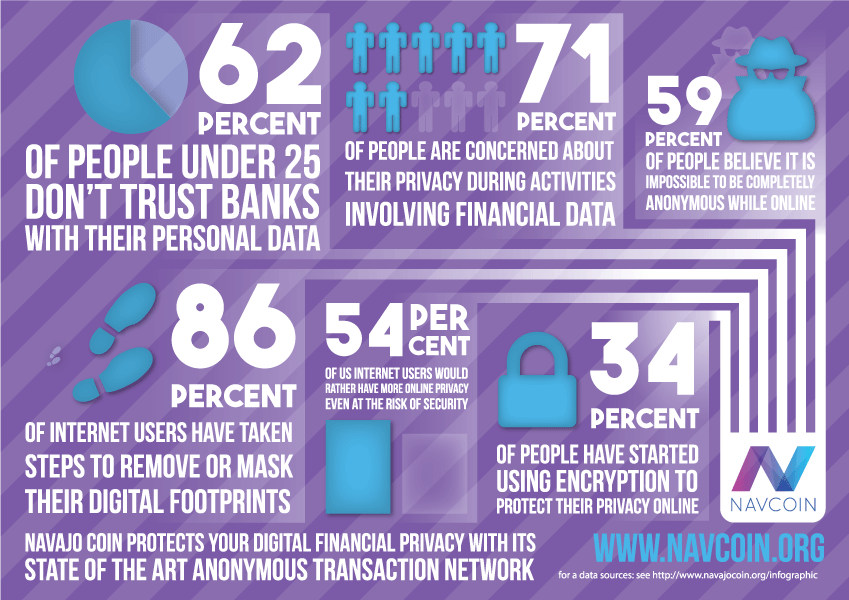 62
PERCENT
OF PEOPLE UNDER 25
DON'T TRUST BANKS
WITH THEIR PERSONAL DATA
71
PERCENT
OF PEOPLE ARE CONCERNED ABOUT
THEIR PRIVACY DURING ACTIVITIES
INVOLVING FINANCIAL DATA
59
PERCENT
OF PEOPLE BELIEVE IT IS
IMPOSSIBLE TO BE COMPLETELY
ANONYMOUS WHILE ONLINE
86
PERCENT
OF INTERNET USERS HAVE TAKEN
STEPS TO REMOVE OR MASK
THEIR DIGITAL FOOTPRINTS
54 PER
CENT
OF US INTERNET USERS WOULD
RATHER HAVE MORE ONLINE PRIVACY
EVEN AT THE RISK OF SECURITY
34
PERCENT
OF PEOPLE HAVE STARTED
USING ENCRYPTION TO
PROTECT THEIR PRIVACY ONLINE
NAVCOIN
NAVAJO COIN PROTECTS YOUR DIGITAL FINANCIAL PRIVACY WITH ITS
STATE OF THE ART ANONYMOUS TRANSACTION NETWORK
WWW.NAVCOIN.ORG
for a data sources: see http://www.navajocoin.org/infographic